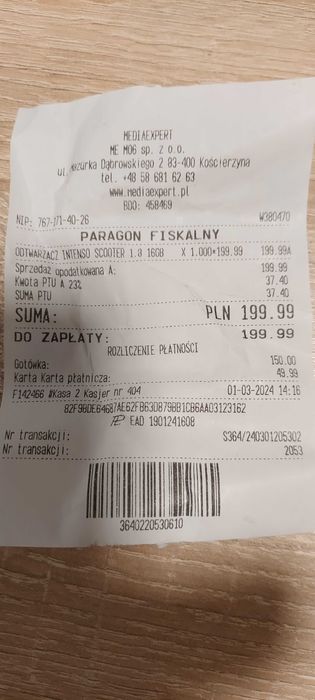 MEDIAEXPERT
ME M06 sp. z o.o.
ul. Mazurka Dąbrowskiego 2 83-400 Kościerzyna
tel. +48 58 681 62 63
www.mediaexpert.pl
BDO: 458469
NIP: 767-171-40-26 W380470
PARAGON FISKALNY
ODTWARZACZ INTENSO SCOOTER 1.8 16GB X 1.000*199.99 199.99A
Sprzedaż opodatkowana A: 199.99
Kwota PTU A 23% 37.40
SUMA PTU 37.40
SUMA: PLN 199.99
DO ZAPŁATY: 199.99
ROZLICZENIE PŁATNOŚCI
Gotówka: 150.00
Karta Karta płatnicza: 49.99
F142466 #Kasa 2 Kasjer nr 404 01-03-2024 14:16
EAD 1901241608
Nr transakcji: S364/240301205302
Nr transakcji: 2053
3640220530610